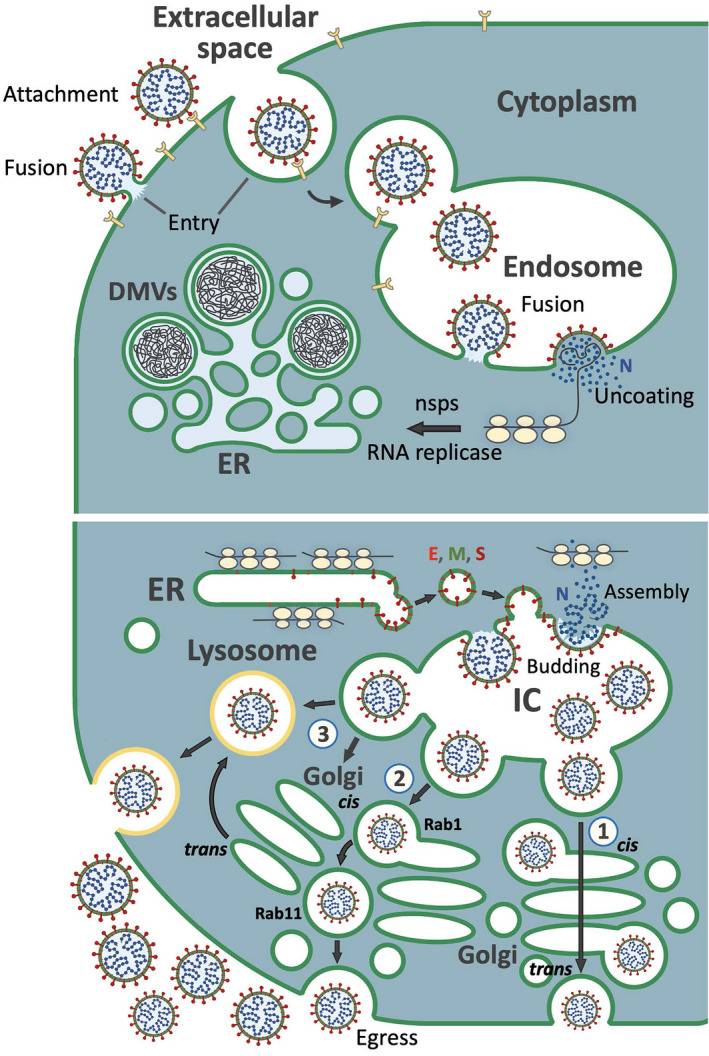 Extracellular
space
Attachment
Cytoplasm
Fusion
Entry
Endosome
DMVs
Fusion
N
Uncoating
nsps
RNA replicase
ER
E, M, S
ER
N
Assembly
Lysosome
Budding
IC
3
Golgi
2
cis
Rab1
1
cis
trans
Rab11
Golgi
trans
Egress